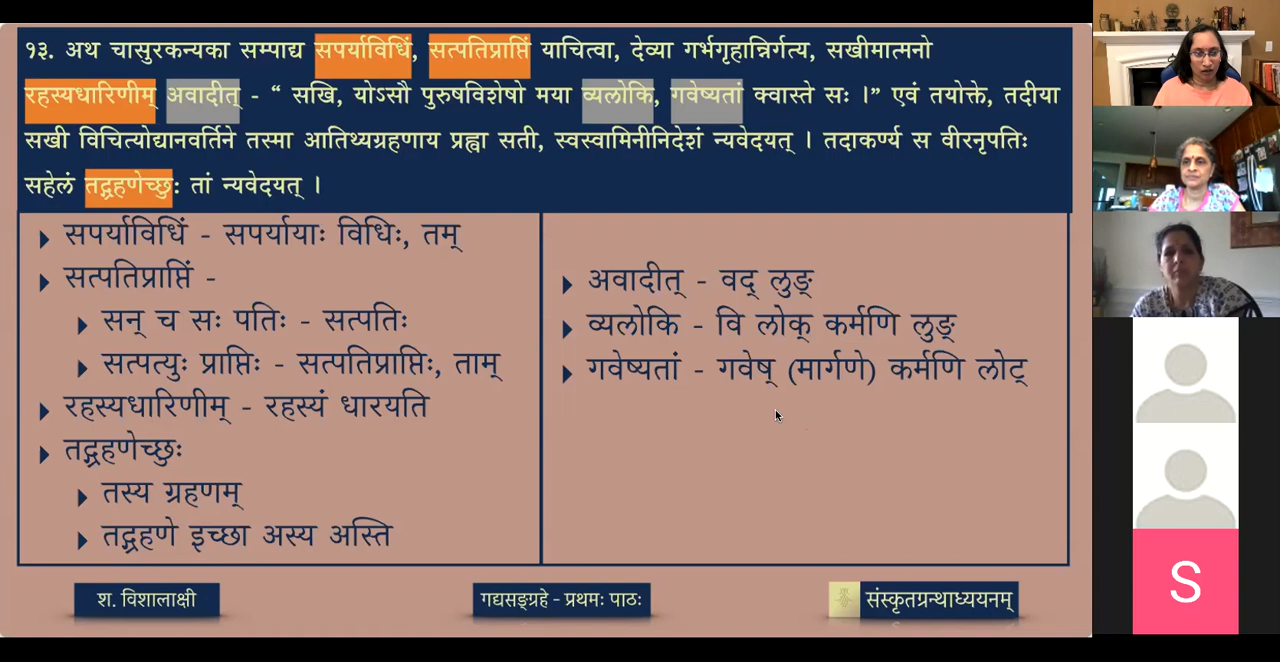 १३. अथ चासुरकन्यका सम्पाद्य सपर्याविधिं, सत्पतिप्राप्तिं याचित्वा, देव्या गर्भगृहान्निर्गत्य, सखीमात्मनो
रहस्यधारिणीम् अवादीत् - “ सखि, योऽसौ पुरुषविशेषो मया व्यलोकि, गवेष्यतां क्वास्ते सः ।” एवं तयोक्ते, तदीया
सखी विचित्योद्यानवर्तिने तस्मा आतिथ्यग्रहणाय प्रह्वा सती, स्वस्वामिनीनिदेशं न्यवेदयत् । तदाकर्ण्य स वीरनृपतिः
सहेलं तद्ग्रहणेच्छुः तां न्यवेदयत् ।
सपर्याविधिं - सपर्यायाः विधिः, तम्
सत्पतिप्राप्तिं -
सन् च सः पतिः - सत्पतिः
सत्पत्युः प्राप्तिः - सत्पतिप्राप्तिः, ताम्
रहस्यधारिणीम् - रहस्यं धारयति
तद्ग्रहणेच्छुः
तस्य ग्रहणम्
तद्ग्रहणे इच्छा अस्य अस्ति
अवादीत् - वद् लुङ्
व्यलोकि - वि लोक् कर्मणि लुङ्
गवेष्यतां - गवेष् (मार्गणे) कर्मणि लोट्
श. विशालाक्षी
गद्यसङ्ग्रहे - प्रथमः पाठः
संस्कृतग्रन्थाध्ययनम्
S